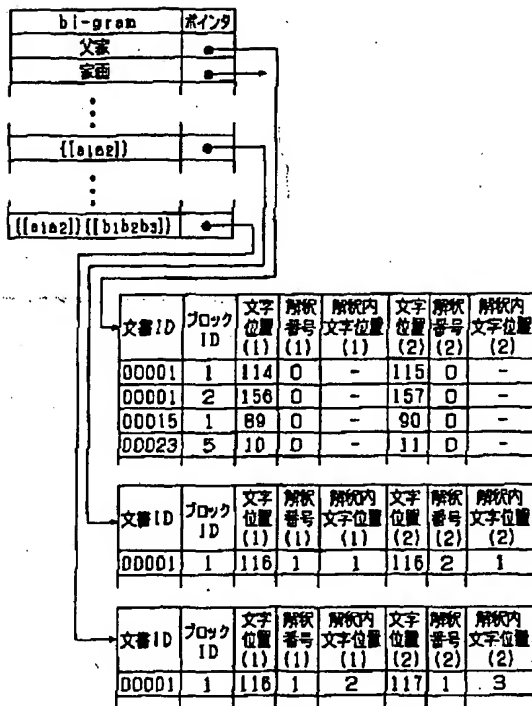 bi-gram ポインタ
父家
家画
{[a1a2]}
{[a1a2]}{[b1b2b3]}
文書ID ブロックID 文字位置(1) 解釈番号(1) 解釈内文字位置(1) 文字位置(2) 解釈番号(2) 解釈内文字位置(2)
00001 1 114 0 - 115 0 -
00001 2 156 0 - 157 0 -
00015 1 89 0 - 90 0 -
00023 5 10 0 - 11 0 -
文書ID ブロックID 文字位置(1) 解釈番号(1) 解釈内文字位置(1) 文字位置(2) 解釈番号(2) 解釈内文字位置(2)
00001 1 116 1 1 116 2 1
文書ID ブロックID 文字位置(1) 解釈番号(1) 解釈内文字位置(1) 文字位置(2) 解釈番号(2) 解釈内文字位置(2)
00001 1 116 1 2 117 1 3